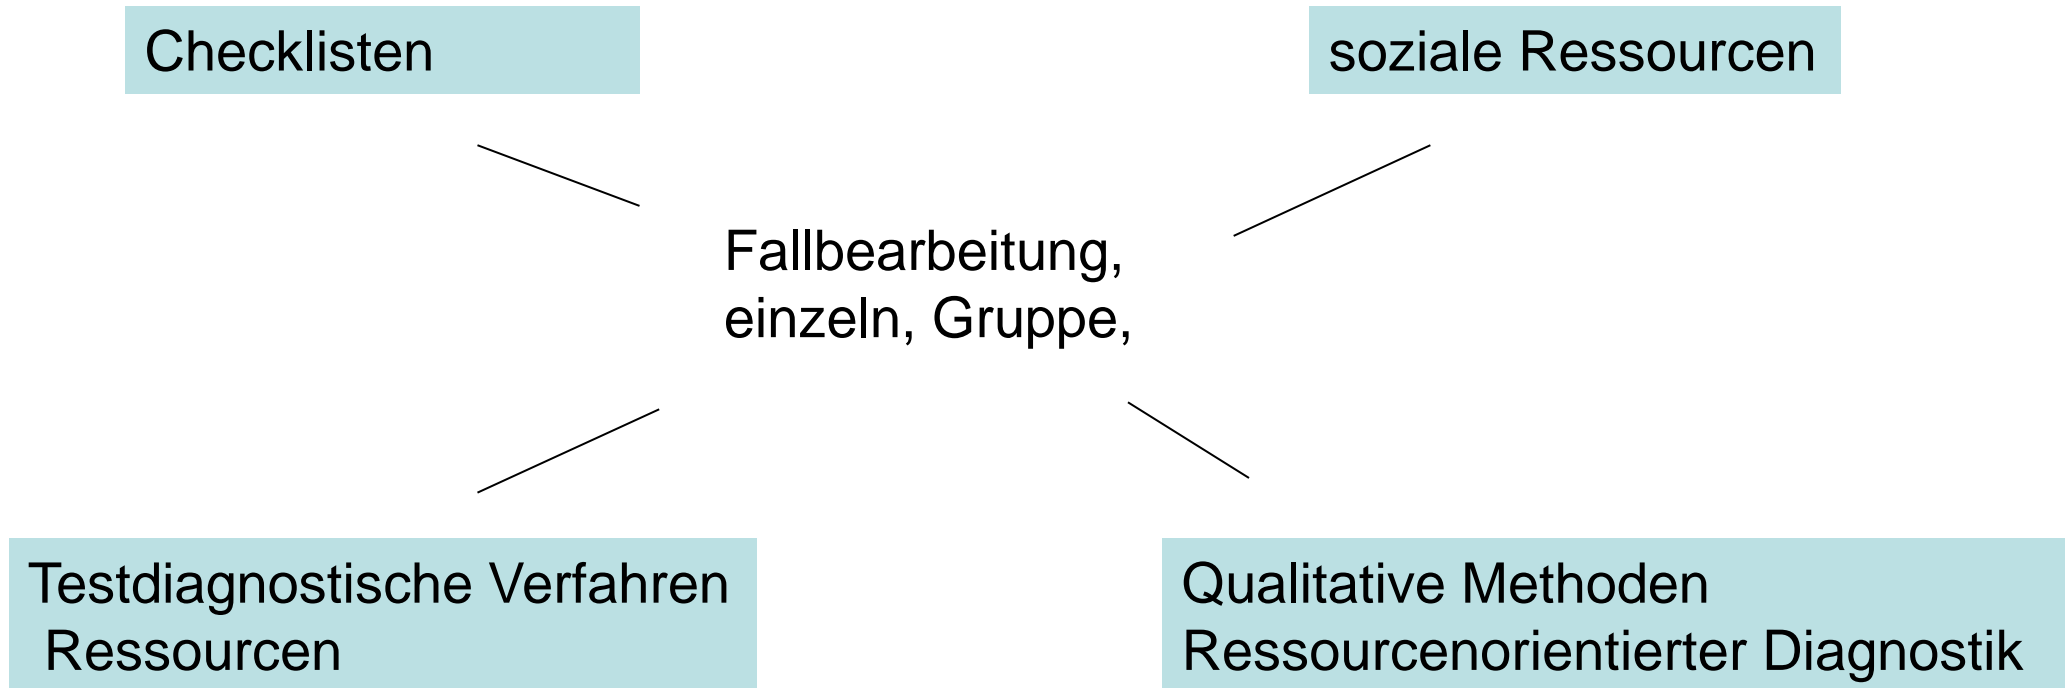 Checklisten
soziale Ressourcen
Fallbearbeitung,
einzeln, Gruppe,
Testdiagnostische Verfahren
Ressourcen
Qualitative Methoden
Ressourcenorientierter Diagnostik